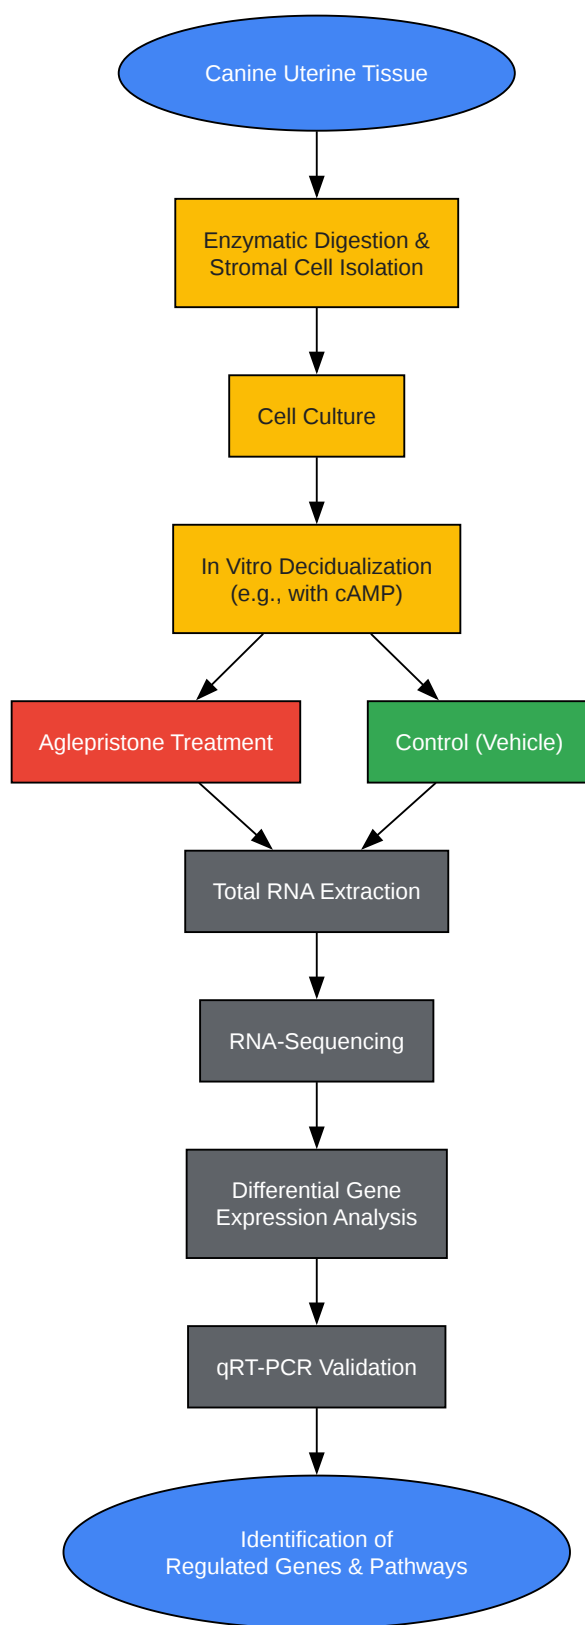 Canine Uterine Tissue
Enzymatic Digestion &
Stromal Cell Isolation
Cell Culture
In Vitro Decidualization
(e.g., with cAMP)
Aglepristone Treatment
Control (Vehicle)
Total RNA Extraction
RNA-Sequencing
Differential Gene
Expression Analysis
qRT-PCR Validation
Identification of
Regulated Genes & Pathways